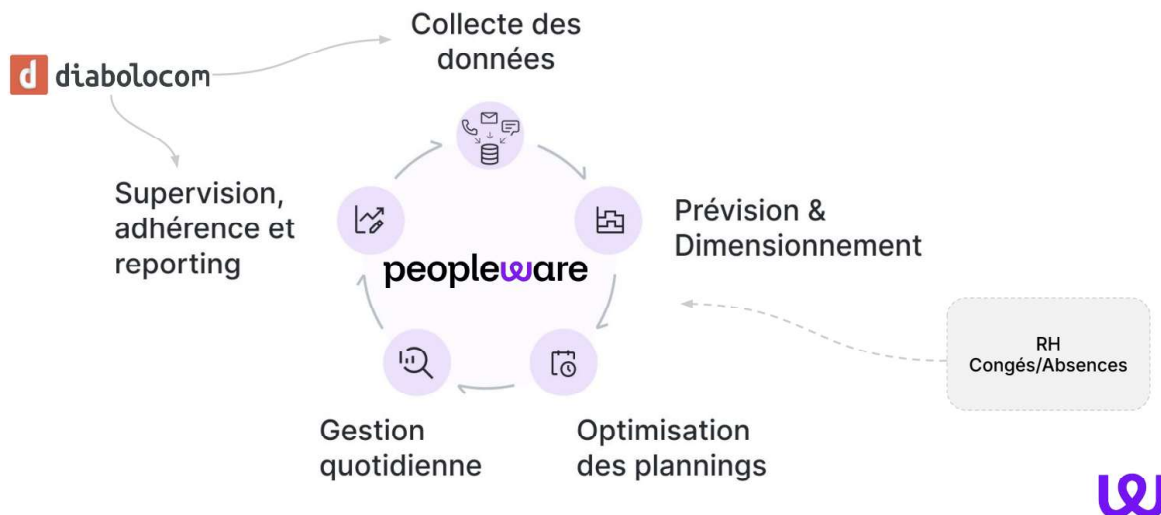 Collecte des
données
d diabolocom
Supervision,
adhérence et
reporting
Prévision &
Dimensionnement
peopleware
RH
Congés/Absences
Gestion
quotidienne
Optimisation
des plannings